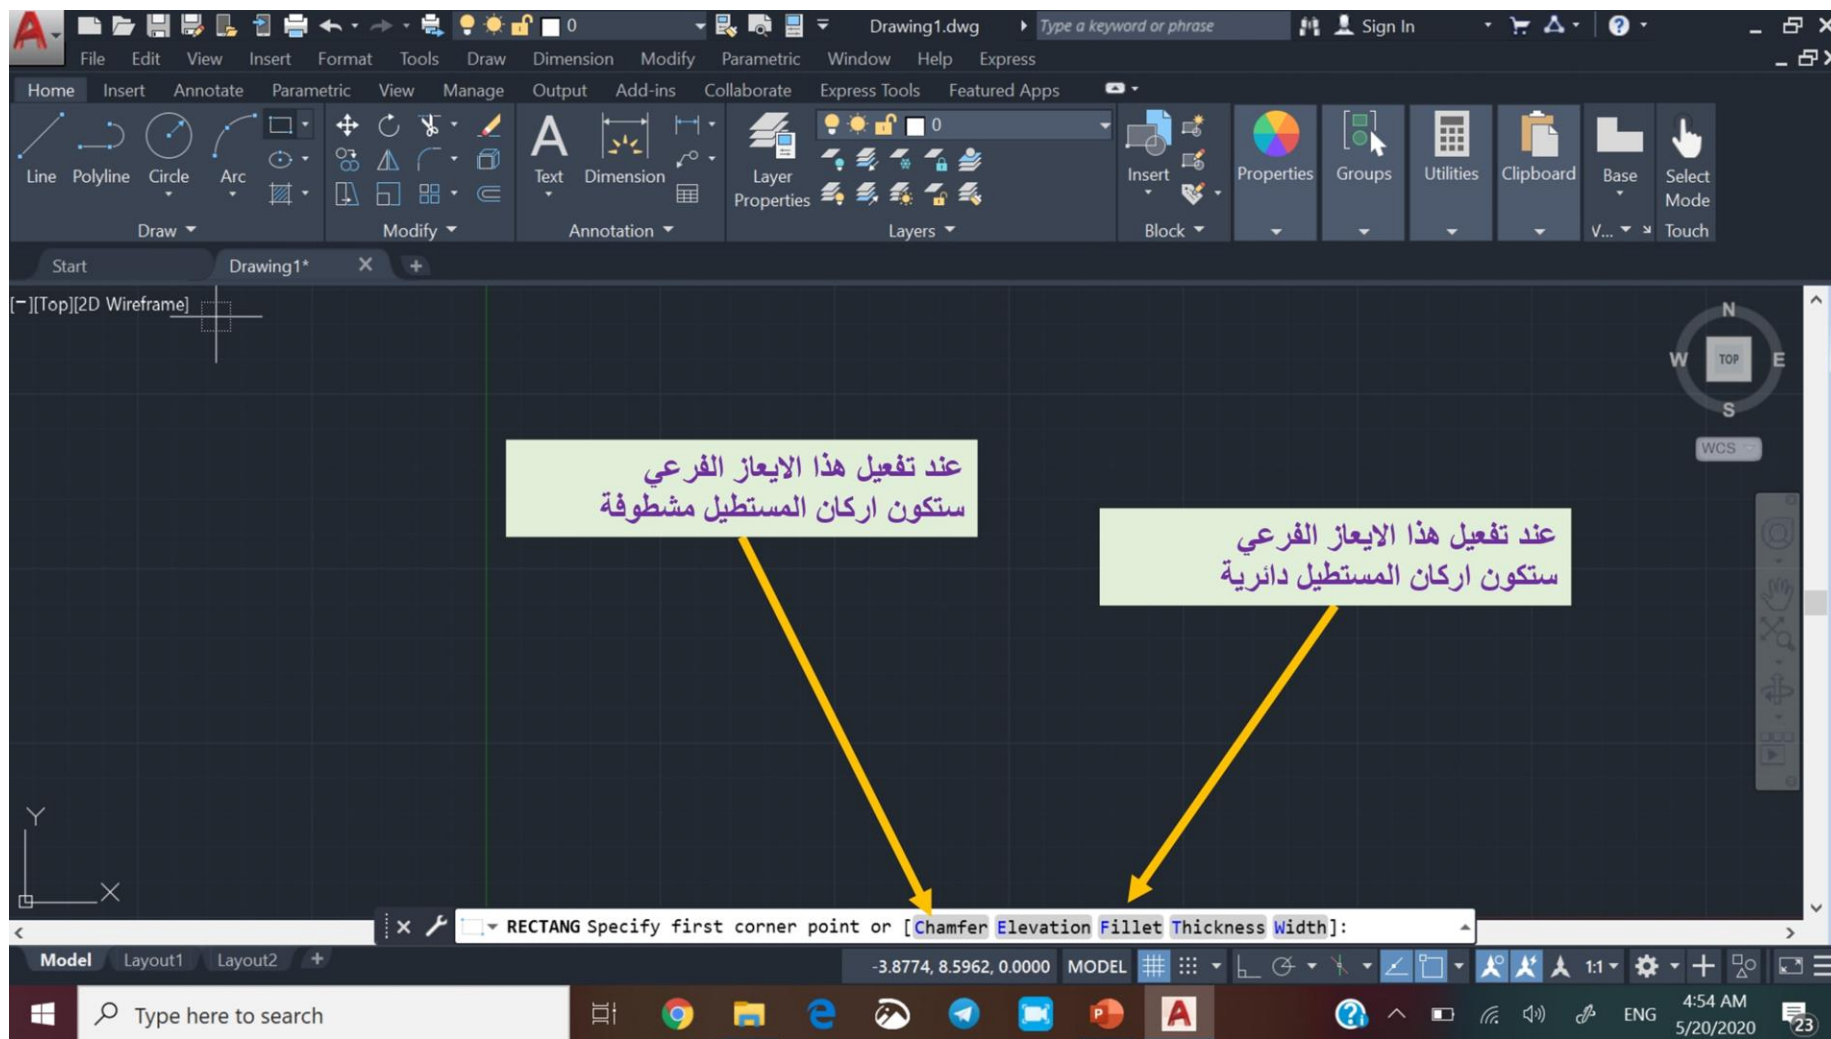 0 Drawing1.dwg Type a keyword or phrase Sign In
File Edit View Insert Format Tools Draw Dimension Modify Parametric Window Help Express
Home Insert Annotate Parametric View Manage Output Add-ins Collaborate Express Tools Featured Apps
0
Line Polyline Circle Arc Text Dimension Layer Properties Insert Properties Groups Utilities Clipboard Base Select Mode
Draw Modify Annotation Layers Block V... Touch
Start Drawing1* +
[−][Top][2D Wireframe]
N
W TOP E
S
WCS
عند تفعيل هذا الايعاز الفرعي
ستكون اركان المستطيل مشطوفة
عند تفعيل هذا الايعاز الفرعي
ستكون اركان المستطيل دائرية
Y
X
RECTANG Specify first corner point or [Chamfer Elevation Fillet Thickness Width]:
Model Layout1 Layout2 + -3.8774, 8.5962, 0.0000 MODEL 1:1
Type here to search ENG 4:54 AM
5/20/2020 23